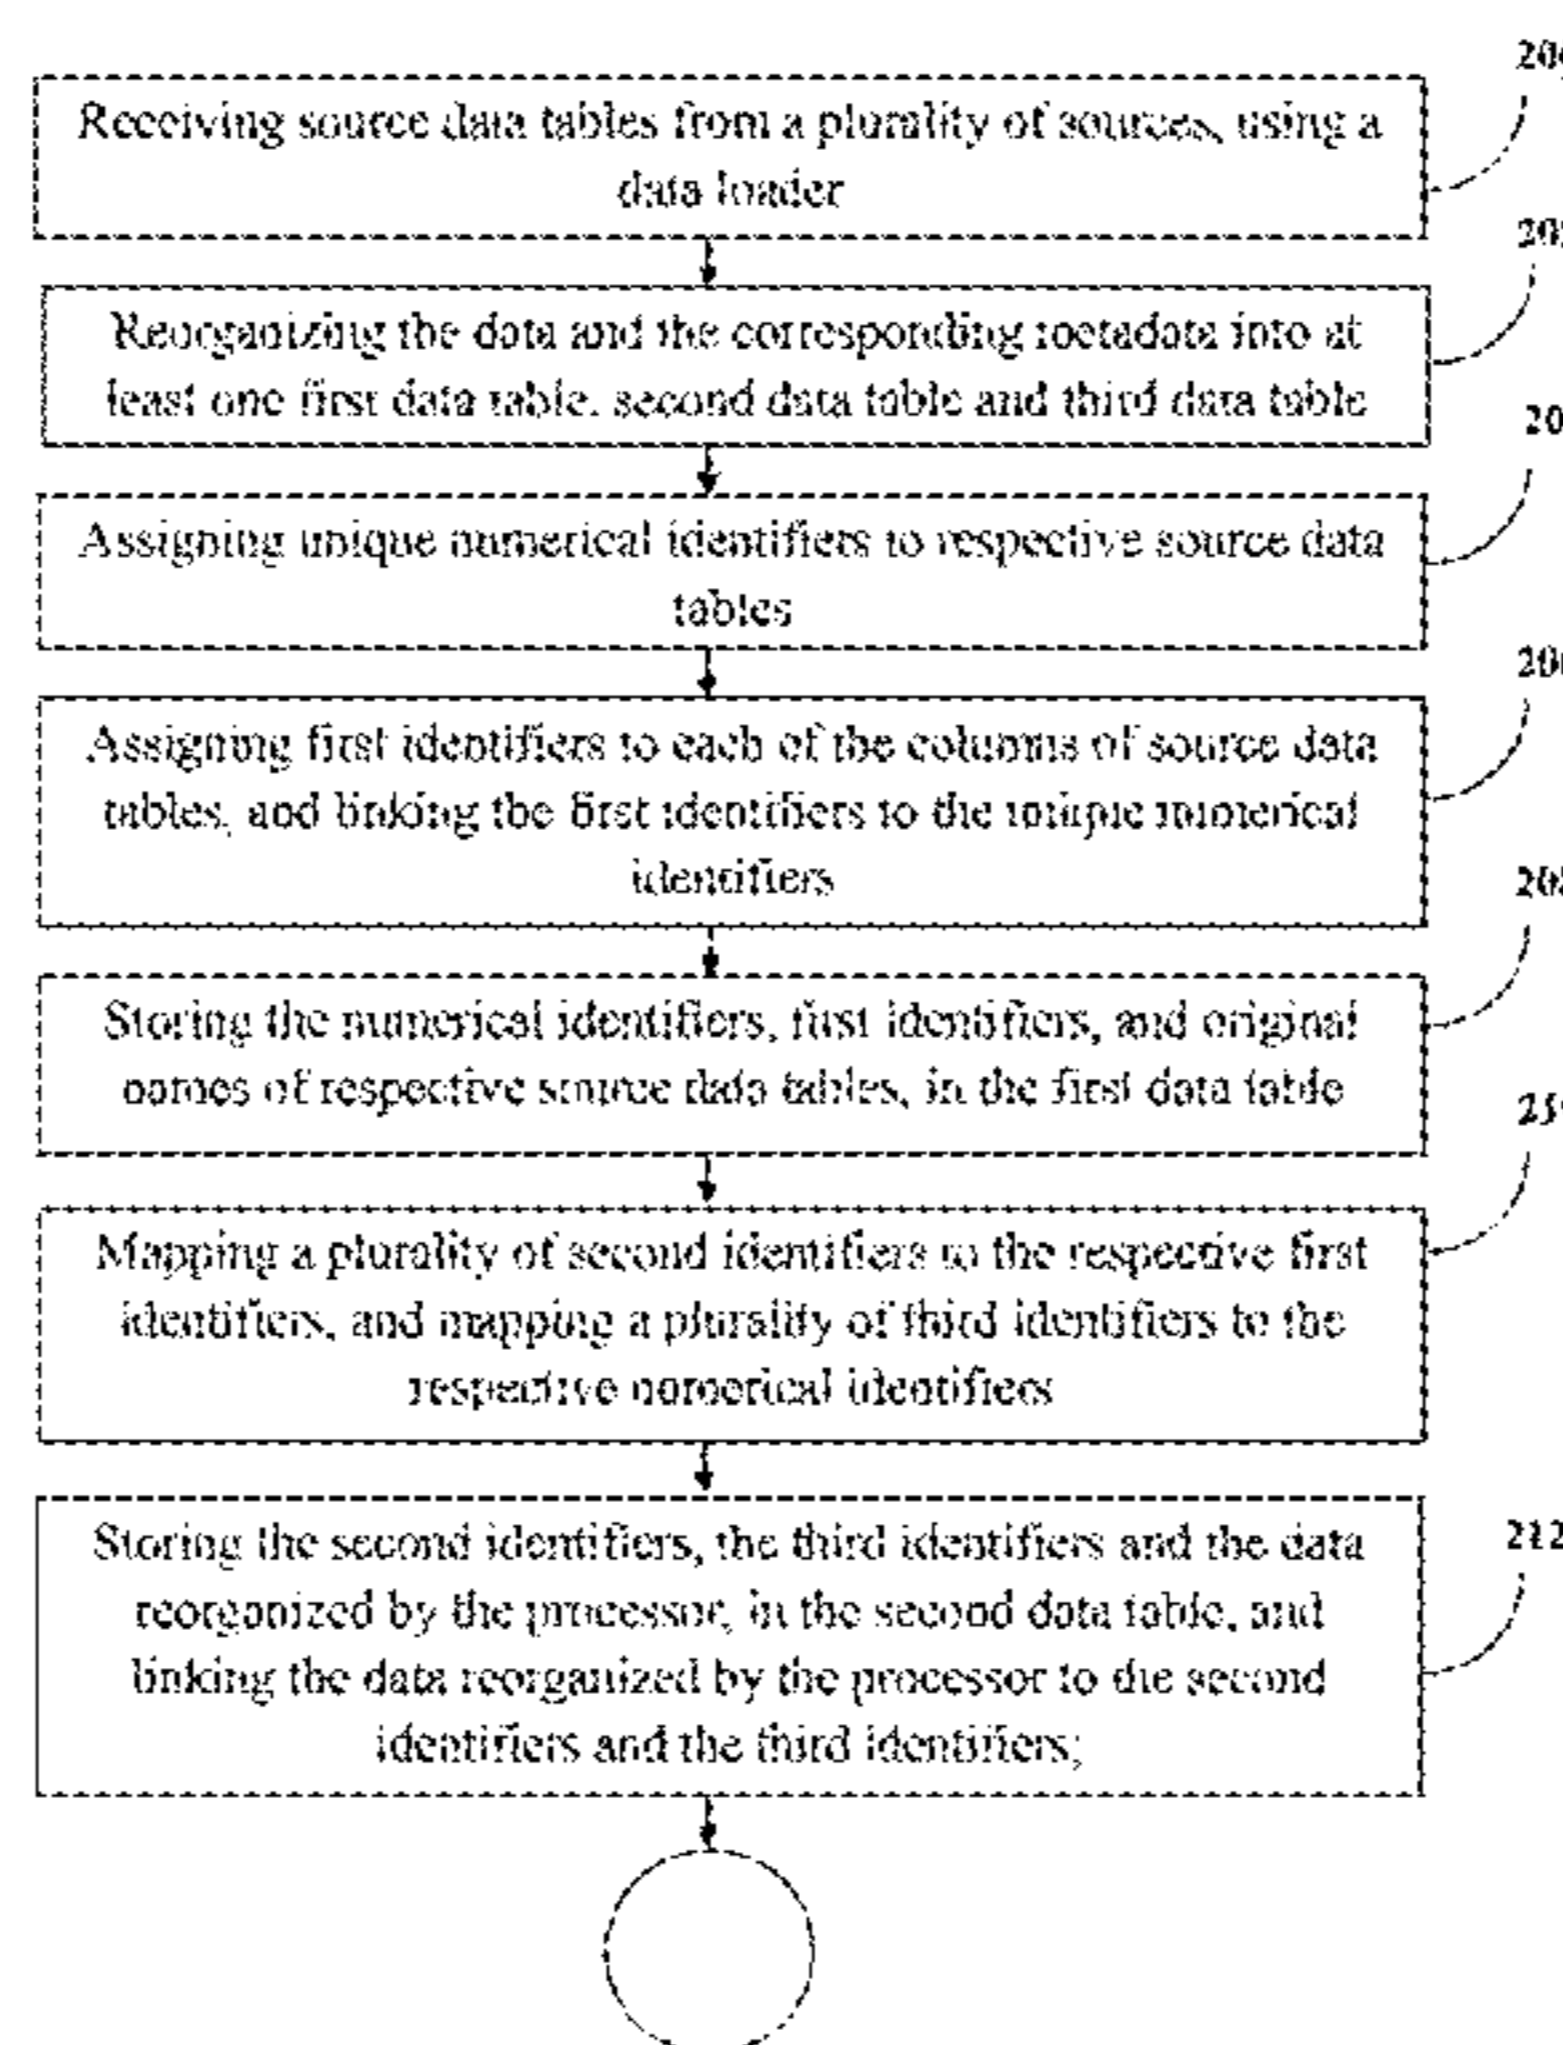 Receiving source data tables from a plurality of sources, using a
data loader
Reorganizing the data and the corresponding metadata into at
least one first data table, second data table and third data table
Assigning unique numerical identifiers to respective source data
tables
Assigning first identifiers to each of the columns of source data
tables, and linking the first identifiers to the unique numerical
identifiers
Storing the numerical identifiers, first identifiers, and original
names of respective source data tables, in the first data table
Mapping a plurality of second identifiers to the respective first
identifiers, and mapping a plurality of third identifiers to the
respective numerical identifiers
Storing the second identifiers, the third identifiers and the data
reorganized by the processor, in the second data table, and
linking the data reorganized by the processor to the second
identifiers and the third identifiers;
212